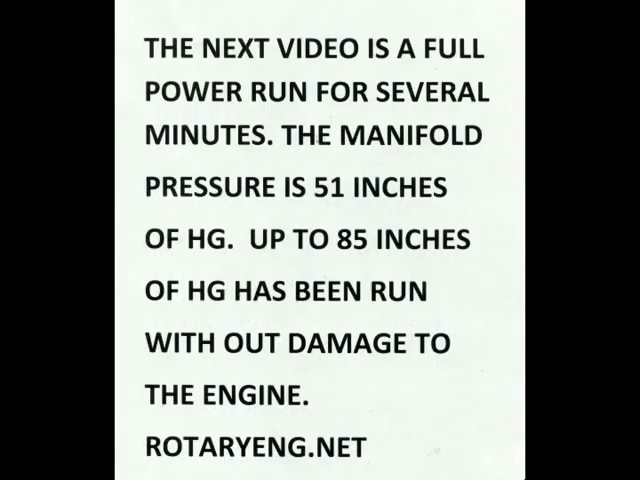 THE NEXT VIDEO IS A FULL
POWER RUN FOR SEVERAL
MINUTES. THE MANIFOLD
PRESSURE IS 51 INCHES
OF HG.  UP TO 85 INCHES
OF HG HAS BEEN RUN
WITH OUT DAMAGE TO
THE ENGINE.
ROTARYENG.NET